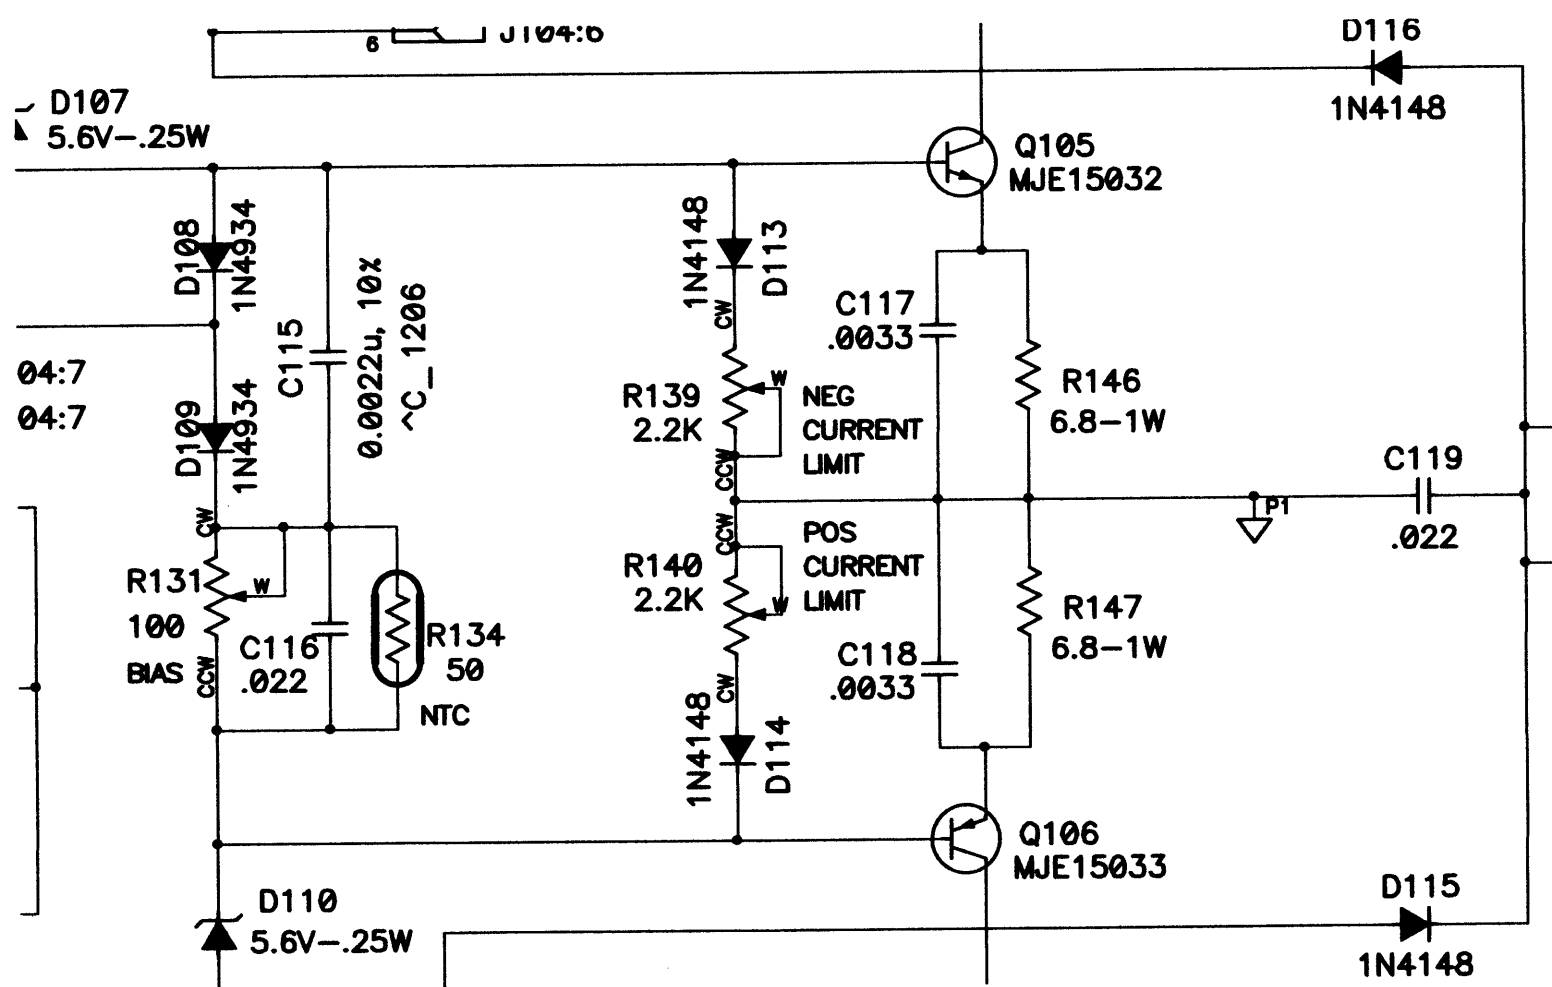 6
D116
1N4148
D107
5.6V-.25W
Q105
MJE15032
D108
1N4934
C115
0.0022u, 10%
^C_1206
1N4148
D113
CW
C117
.0033
04:7
04:7
R139
2.2K
W
NEG
CURRENT
LIMIT
CCW
R146
6.8-1W
D109
1N4934
C119
.022
P1
CW
R131
100
BIAS
W
CCW
C116
.022
R134
50
NTC
CCW
R140
2.2K
W
POS
CURRENT
LIMIT
CW
R147
6.8-1W
C118
.0033
1N4148
D114
Q106
MJE15033
D110
5.6V-.25W
D115
1N4148